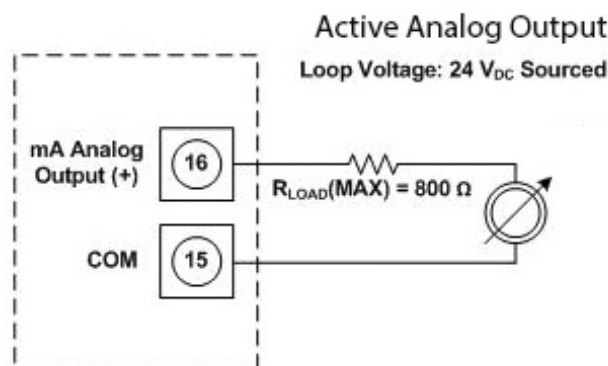 Active Analog Output
Loop Voltage: 24 VDC Sourced
mA Analog
Output (+)
16
RLOAD(MAX) = 800 Ω
COM
15